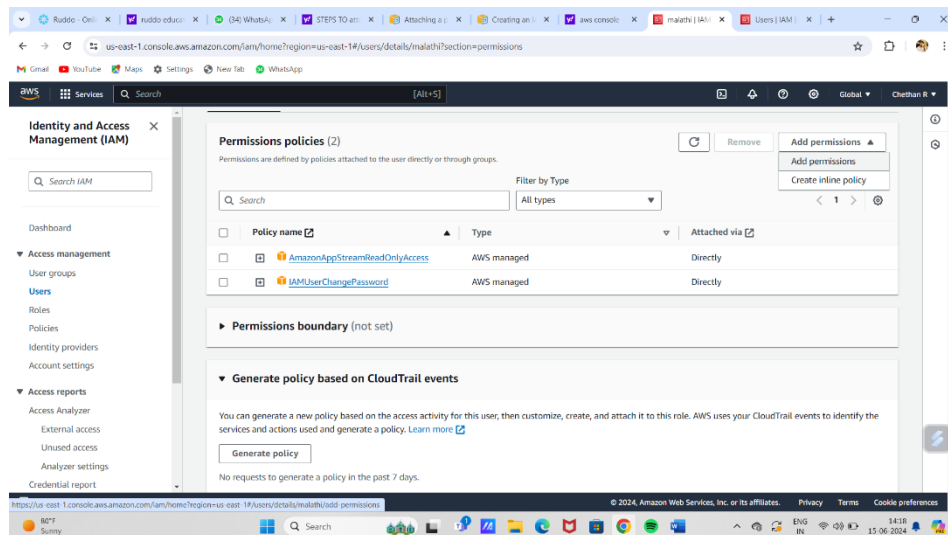 Ruddo - Onli
ruddo educat
(34) WhatsA
STEPS TO att
Attaching a p
Creating an I
aws console
malathi | IAM
Users | IAM
us-east-1.console.aws.amazon.com/iam/home?region=us-east-1#/users/details/malathi?section=permissions
Gmail YouTube Maps Settings New Tab WhatsApp
aws Services Search [Alt+S] Global Chethan R
Identity and Access
Management (IAM)
Search IAM
Dashboard
Access management
User groups
Users
Roles
Policies
Identity providers
Account settings
Access reports
Access Analyzer
External access
Unused access
Analyzer settings
Credential report
Permissions policies (2)
Remove
Add permissions
Add permissions
Create inline policy
Permissions are defined by policies attached to the user directly or through groups.
Filter by Type
Search
All types
1
Policy name Type Attached via
AmazonAppStreamReadOnlyAccess AWS managed Directly
IAMUserChangePassword AWS managed Directly
Permissions boundary (not set)
Generate policy based on CloudTrail events
You can generate a new policy based on the access activity for this user, then customize, create, and attach it to this role. AWS uses your CloudTrail events to identify the
services and actions used and generate a policy. Learn more
Generate policy
No requests to generate a policy in the past 7 days.
https://us-east-1.console.aws.amazon.com/iam/home?region=us-east-1#/users/details/malathi/add-permissions
© 2024, Amazon Web Services, Inc. or its affiliates. Privacy Terms Cookie preferences
80°F
Sunny
Search
ENG
IN
14:18
15-06-2024